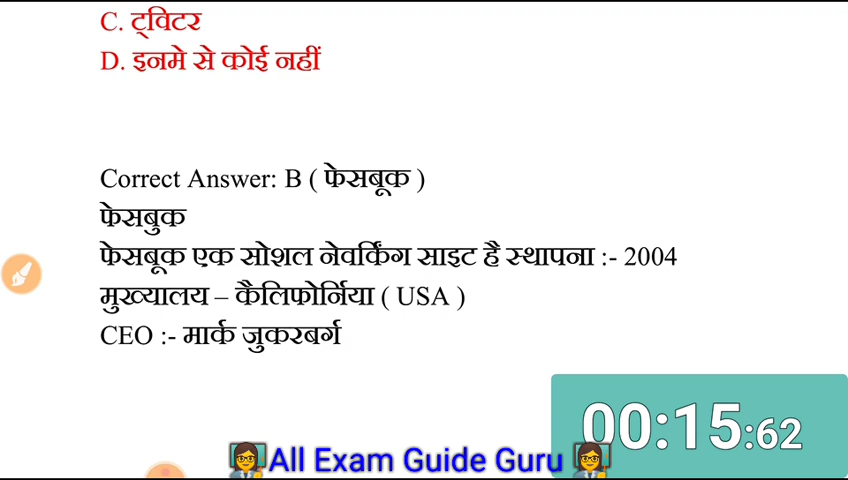 C. ट्विटर
D. इनमे से कोई नहीं
Correct Answer: B ( फेसबूक )
फेसबुक
फेसबूक एक सोशल नेवर्किंग साइट है स्थापना :- 2004
मुख्यालय – कैलिफोर्निया ( USA )
CEO :- मार्क जुकरबर्ग
00:15:62
All Exam Guide Guru